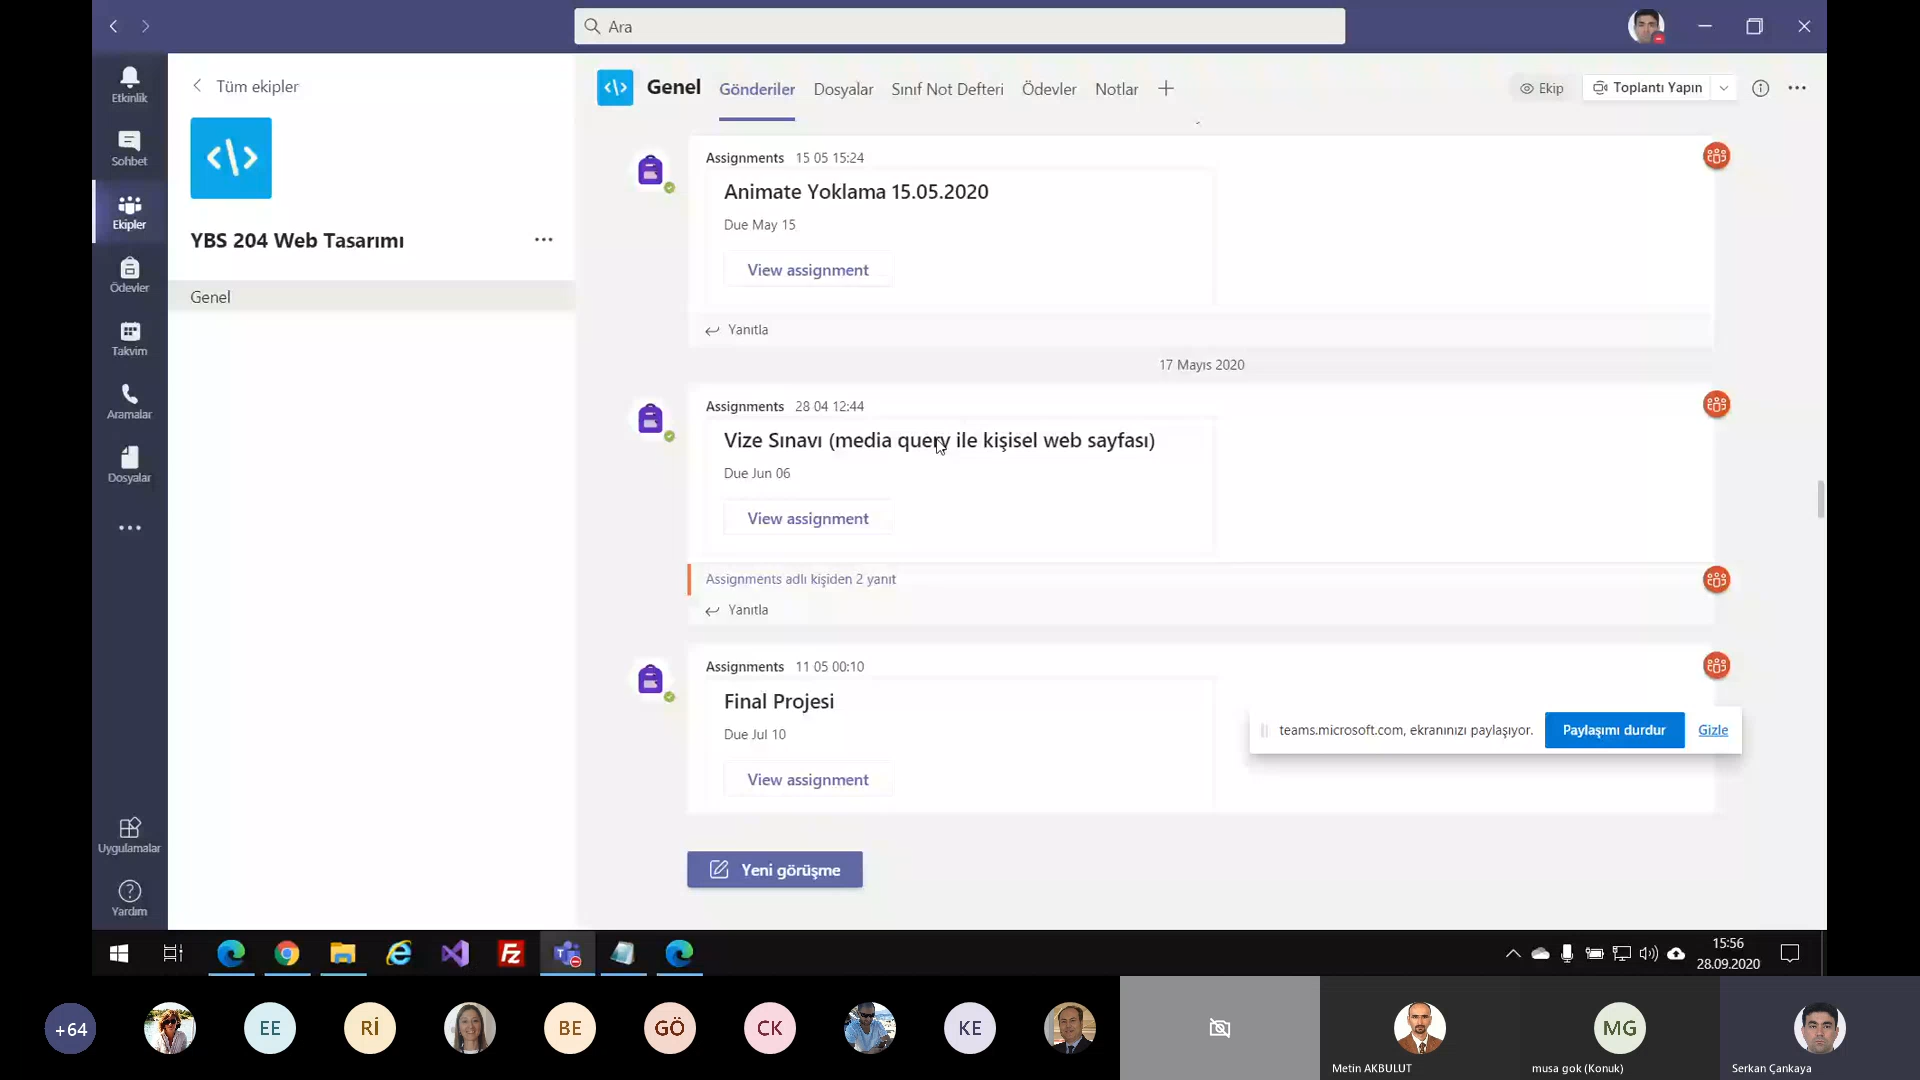 Ara
Etkinlik
Sohbet
Ekipler
Ödevler
Takvim
Aramalar
Dosyalar
Uygulamalar
Yardım
Tüm ekipler
YBS 204 Web Tasarımı
Genel
Genel
Gönderiler
Dosyalar
Sınıf Not Defteri
Ödevler
Notlar
Ekip
Toplantı Yapın
Assignments 15 05 15:24
Animate Yoklama 15.05.2020
Due May 15
View assignment
Yanıtla
17 Mayıs 2020
Assignments 28 04 12:44
Vize Sınavı (media query ile kişisel web sayfası)
Due Jun 06
View assignment
Assignments adlı kişiden 2 yanıt
Yanıtla
Assignments 11 05 00:10
Final Projesi
Due Jul 10
View assignment
teams.microsoft.com, ekranınızı paylaşıyor.
Paylaşımı durdur
Gizle
Yeni görüşme
15:56
28.09.2020
+64
EE
Rİ
BE
GÖ
CK
KE
MG
Metin AKBULUT
musa gok (Konuk)
Serkan Çankaya